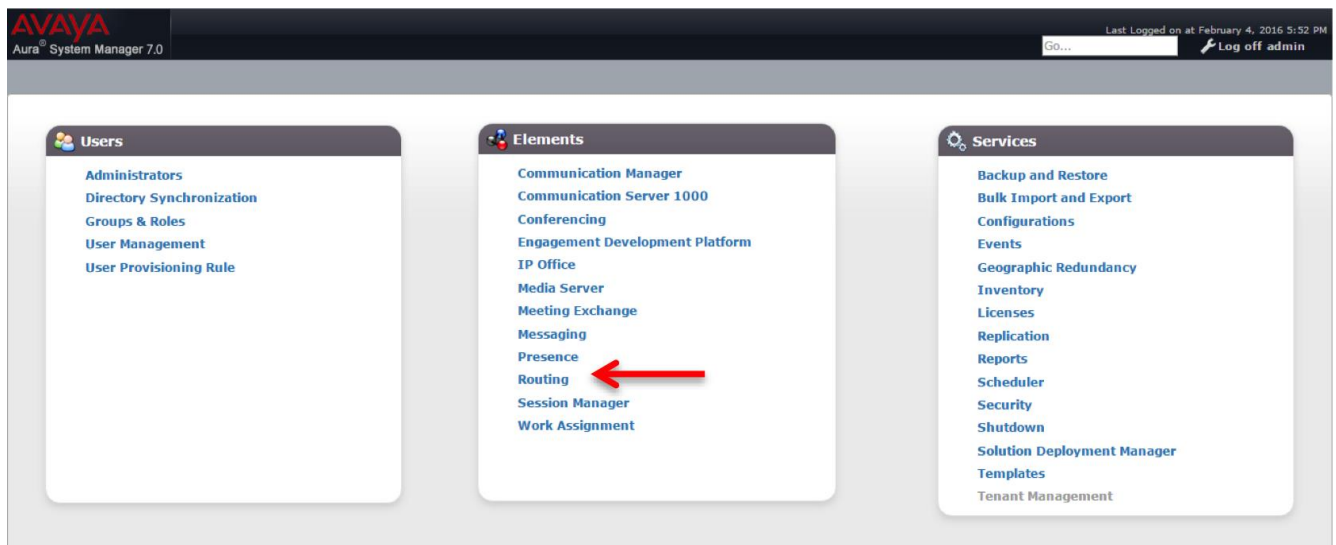 AVAYA
Aura® System Manager 7.0
Last Logged on at February 4, 2016 5:52 PM
Go...
Log off admin
Users
Administrators
Directory Synchronization
Groups & Roles
User Management
User Provisioning Rule
Elements
Communication Manager
Communication Server 1000
Conferencing
Engagement Development Platform
IP Office
Media Server
Meeting Exchange
Messaging
Presence
Routing
Session Manager
Work Assignment
Services
Backup and Restore
Bulk Import and Export
Configurations
Events
Geographic Redundancy
Inventory
Licenses
Replication
Reports
Scheduler
Security
Shutdown
Solution Deployment Manager
Templates
Tenant Management